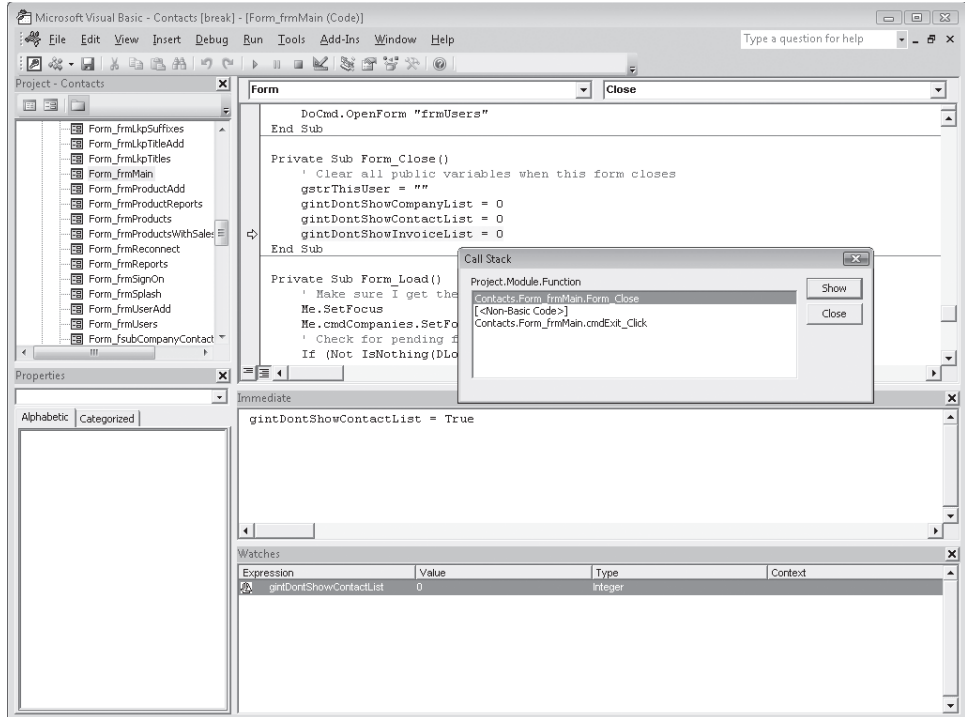 Microsoft Visual Basic - Contacts [break] - [Form_frmMain (Code)]
File Edit View Insert Debug Run Tools Add-Ins Window Help
Type a question for help
Project - Contacts
Form_frmLkpSuffixes
Form_frmLkpTitleAdd
Form_frmLkpTitles
Form_frmMain
Form_frmProductAdd
Form_frmProductReports
Form_frmProducts
Form_frmProductsWithSales
Form_frmReconnect
Form_frmReports
Form_frmSignOn
Form_frmSplash
Form_frmUserAdd
Form_frmUsers
Form_fsubCompanyContact
Properties
Alphabetic Categorized
Form Close
DoCmd.OpenForm "frmUsers"
End Sub
Private Sub Form_Close()
' Clear all public variables when this form closes
gstrThisUser = ""
gintDontShowCompanyList = 0
gintDontShowContactList = 0
gintDontShowInvoiceList = 0
End Sub
Private Sub Form_Load()
' Make sure I get the
Me.SetFocus
Me.cmdCompanies.SetFo
' Check for pending f
If (Not IsNothing(DLo
Call Stack
Project.Module.Function
Contacts.Form_frmMain.Form_Close
[<Non-Basic Code>]
Contacts.Form_frmMain.cmdExit_Click
Show
Close
Immediate
gintDontShowContactList = True
Watches
Expression Value Type Context
gintDontShowContactList 0 Integer